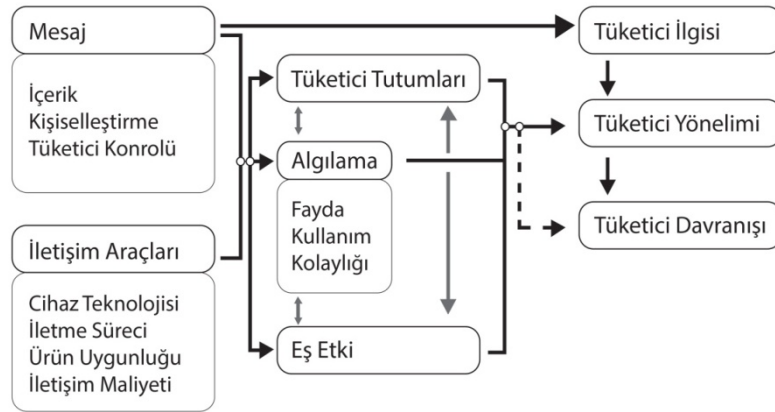 Mesaj
İçerik
Kişiselleştirme
Tüketici Konrolü
İletişim Araçları
Cihaz Teknolojisi
İletme Süreci
Ürün Uygunluğu
İletişim Maliyeti
Tüketici Tutumları
Algılama
Fayda
Kullanım
Kolaylığı
Eş Etki
Tüketici İlgisi
Tüketici Yönelimi
Tüketici Davranışı